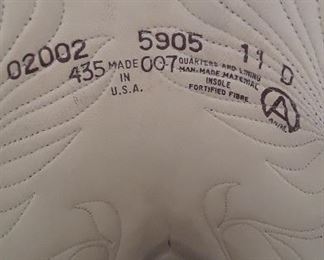 02002 5905 11 D
435 MADE IN U.S.A. 007
QUARTERS AND LINING
MAN-MADE MATERIAL
INSOLE
FORTIFIED FIBRE
A